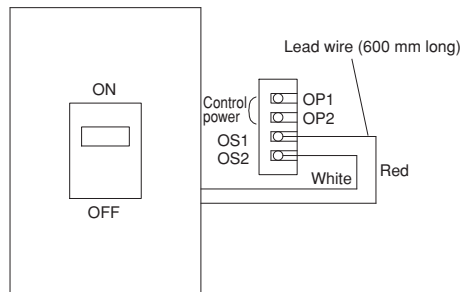 Lead wire (600 mm long)
ON
Control
power
OP1
OP2
OS1
OS2
White
Red
OFF